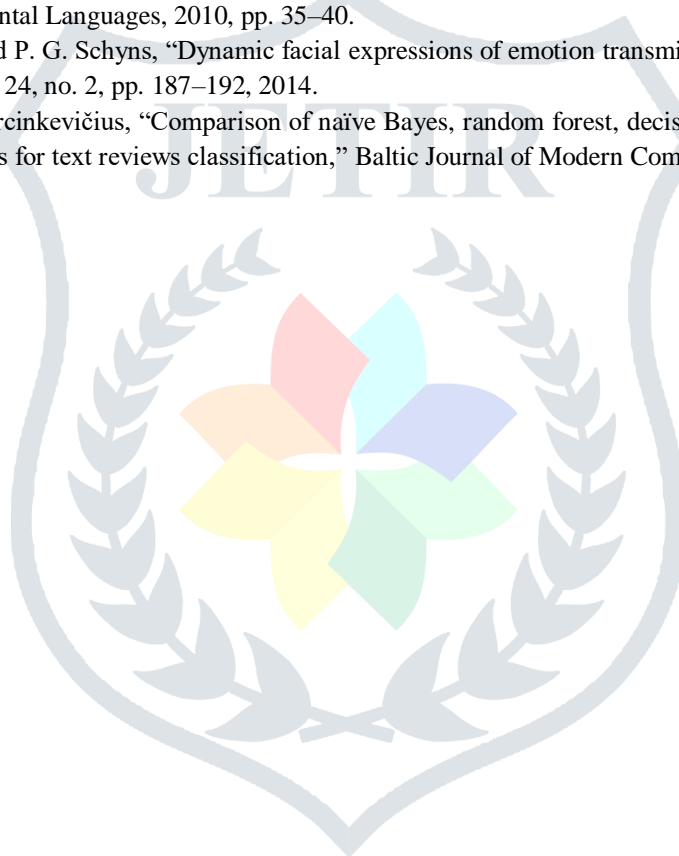 ntal Languages, 2010, pp. 35–40.
d P. G. Schyns, “Dynamic facial expressions of emotion transmi
24, no. 2, pp. 187–192, 2014.
rcinkevičius, “Comparison of naïve Bayes, random forest, decis
s for text reviews classification,” Baltic Journal of Modern Com
JETIR